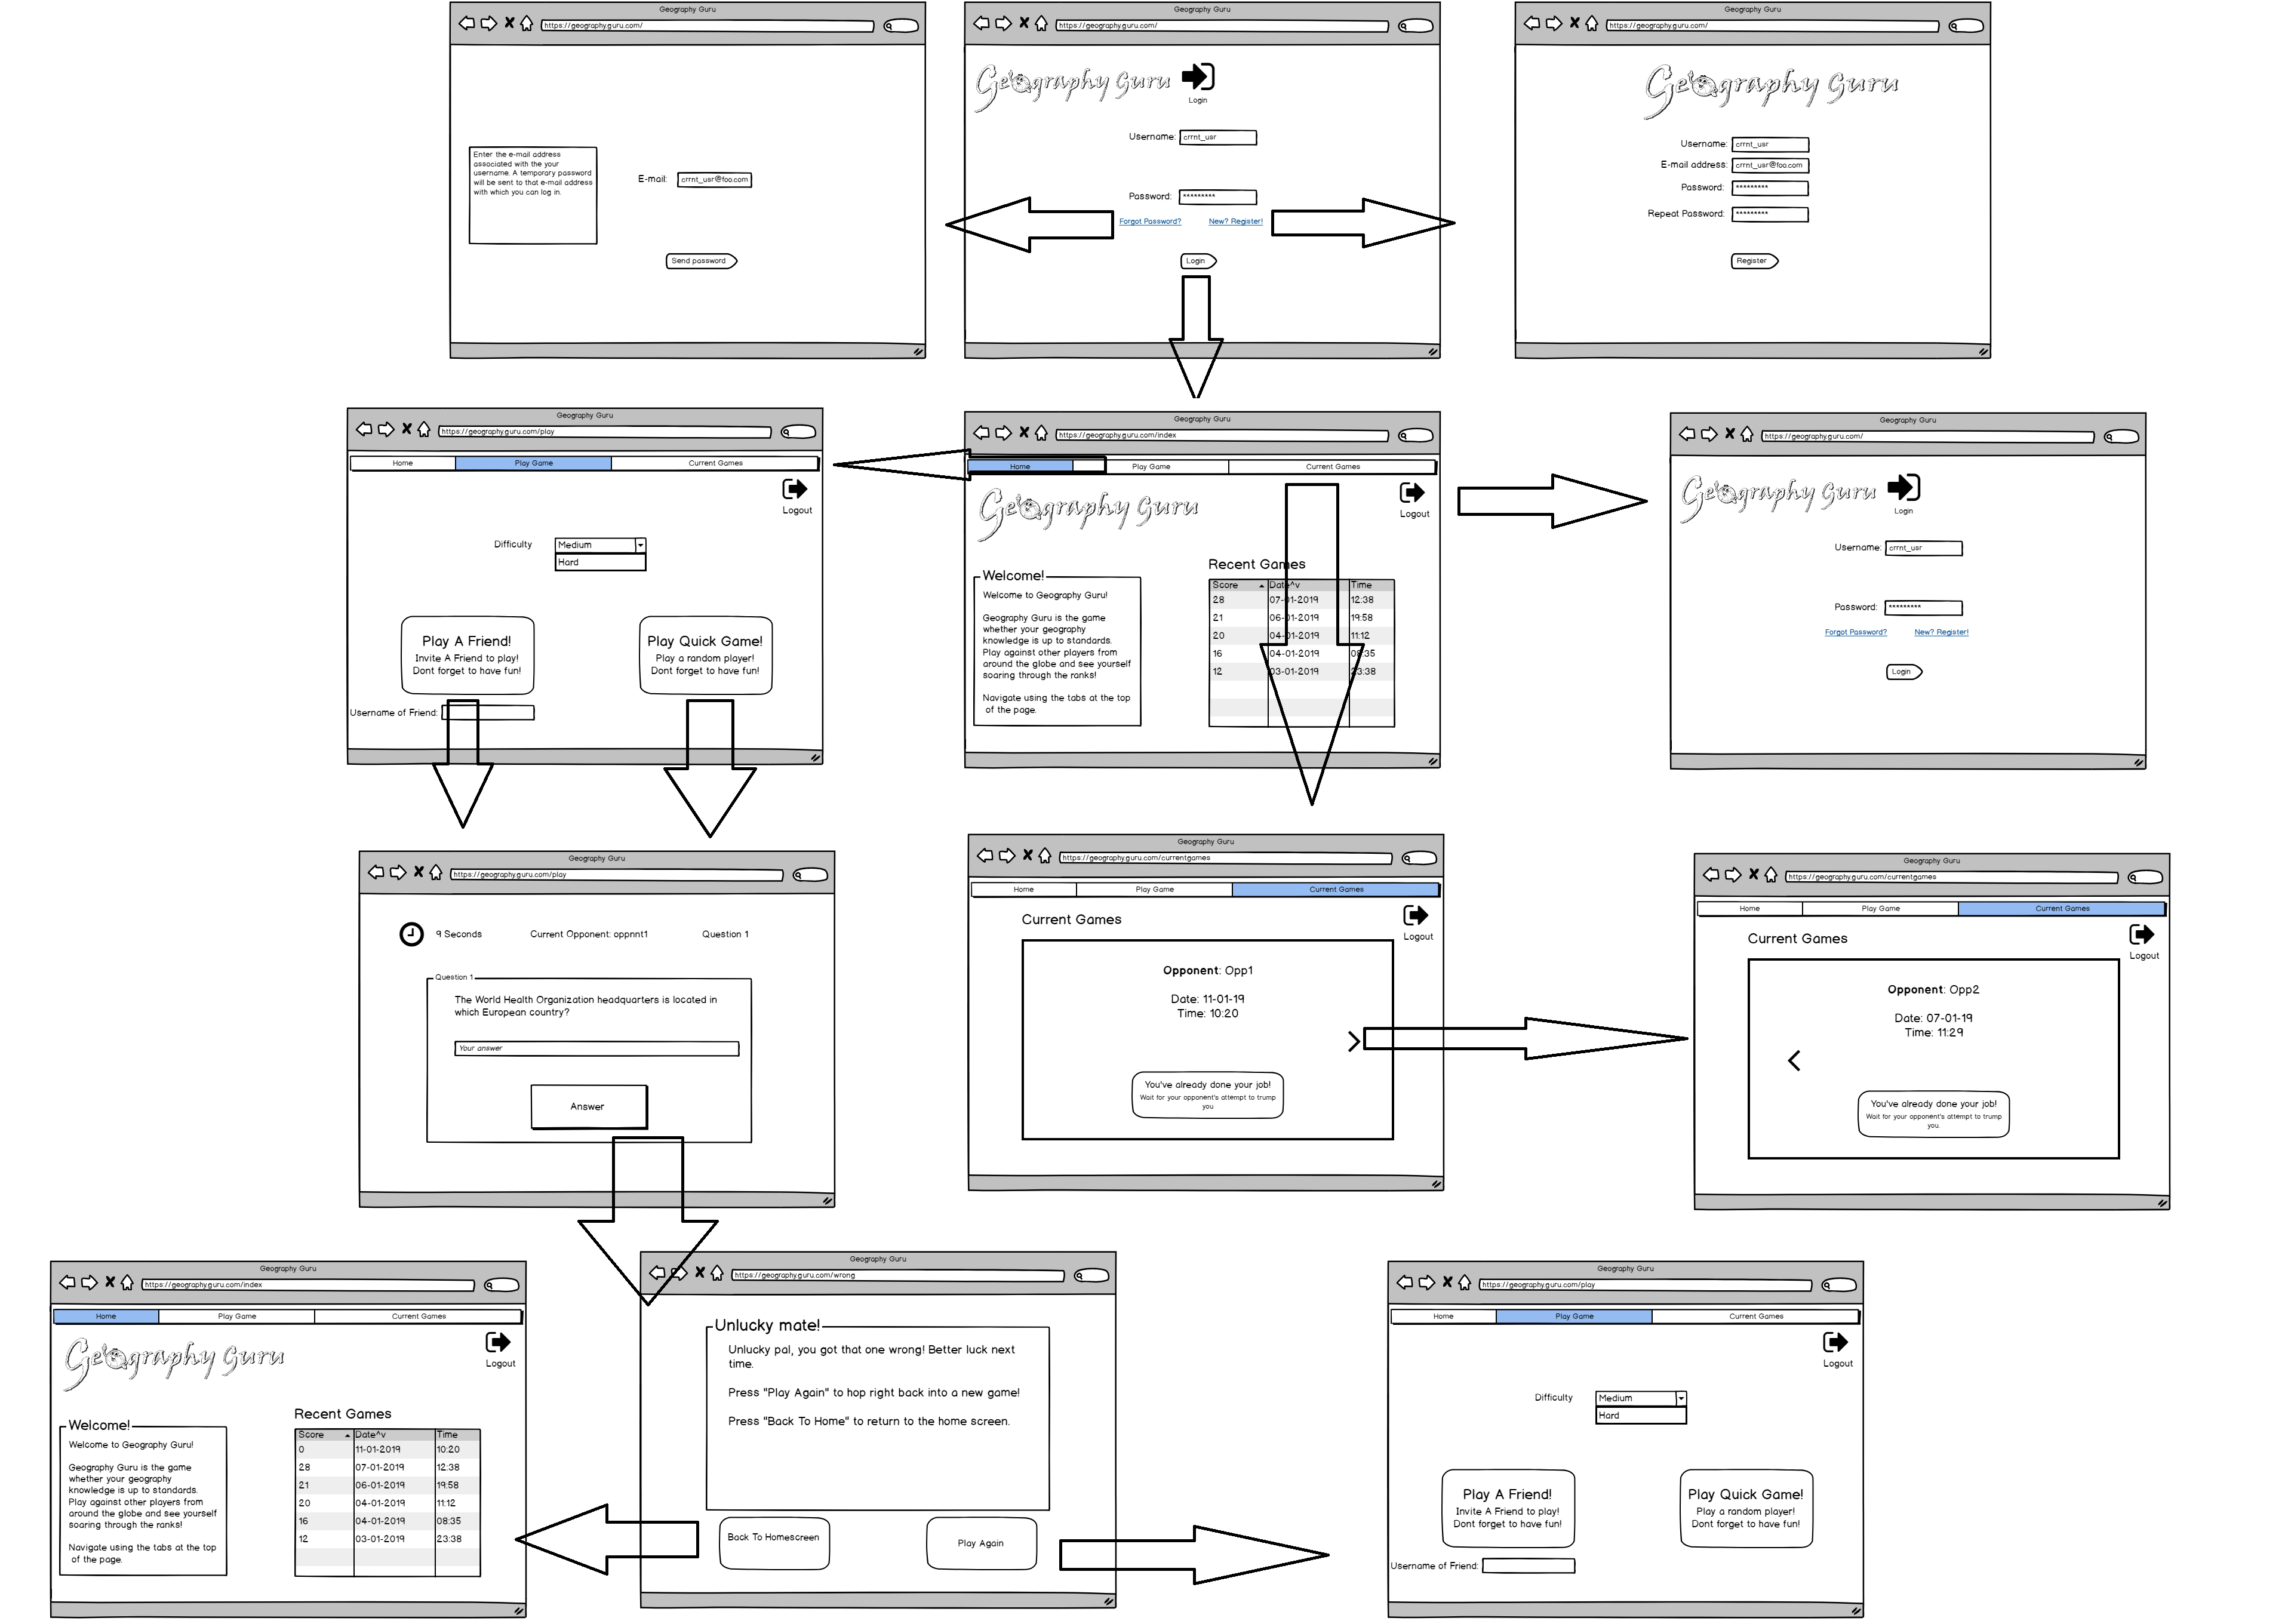 Geography Guru
https://geographyguru.com/
Enter the e-mail address
associated with the your
username. A temporary password
will be sent to that e-mail address
with which you can log in.
E-mail:
crrnt_usr@foo.com
Send password
Geography Guru
https://geographyguru.com/
Geography Guru
Login
Username:
crrnt_usr
Password:
*********
Forgot Password?
New? Register!
Login
Geography Guru
https://geographyguru.com/
Geography Guru
Username:
crrnt_usr
E-mail address:
crrnt_usr@foo.com
Password:
*********
Repeat Password:
*********
Register
Geography Guru
https://geographyguru.com/play
Home
Play Game
Current Games
Logout
Difficulty
Medium
Hard
Play A Friend!
Invite A Friend to play!
Dont forget to have fun!
Play Quick Game!
Play a random player!
Dont forget to have fun!
Username of Friend:
Geography Guru
https://geographyguru.com/index
Home
Play Game
Current Games
Geography Guru
Logout
Welcome!
Welcome to Geography Guru!
Geography Guru is the game
whether your geography
knowledge is up to standards.
Play against other players from
around the globe and see yourself
soaring through the ranks!
Navigate using the tabs at the top
of the page.
Recent Games
Score Date^v Time
28 07-01-2019 12:38
21 06-01-2019 19:58
20 04-01-2019 11:12
16 04-01-2019 08:35
12 03-01-2019 23:38
Geography Guru
https://geographyguru.com/
Geography Guru
Login
Username:
crrnt_usr
Password:
*********
Forgot Password?
New? Register!
Login
Geography Guru
https://geographyguru.com/play
9 Seconds
Current Opponent: oppnnt1
Question 1
Question 1
The World Health Organization headquarters is located in
which European country?
Your answer
Answer
Geography Guru
https://geographyguru.com/currentgames
Home
Play Game
Current Games
Current Games
Logout
Opponent: Opp1
Date: 11-01-19
Time: 10:20
You've already done your job!
Wait for your opponent's attempt to trump
you
Geography Guru
https://geographyguru.com/currentgames
Home
Play Game
Current Games
Current Games
Logout
Opponent: Opp2
Date: 07-01-19
Time: 11:29
You've already done your job!
Wait for your opponent's attempt to trump
you.
Geography Guru
https://geographyguru.com/index
Home
Play Game
Current Games
Geography Guru
Logout
Welcome!
Welcome to Geography Guru!
Geography Guru is the game
whether your geography
knowledge is up to standards.
Play against other players from
around the globe and see yourself
soaring through the ranks!
Navigate using the tabs at the top
of the page.
Recent Games
Score Date^v Time
0 11-01-2019 10:20
28 07-01-2019 12:38
21 06-01-2019 19:58
20 04-01-2019 11:12
16 04-01-2019 08:35
12 03-01-2019 23:38
Geography Guru
https://geographyguru.com/wrong
Unlucky mate!
Unlucky pal, you got that one wrong! Better luck next
time.
Press "Play Again" to hop right back into a new game!
Press "Back To Home" to return to the home screen.
Back To Homescreen
Play Again
Geography Guru
https://geographyguru.com/play
Home
Play Game
Current Games
Logout
Difficulty
Medium
Hard
Play A Friend!
Invite A Friend to play!
Dont forget to have fun!
Play Quick Game!
Play a random player!
Dont forget to have fun!
Username of Friend: